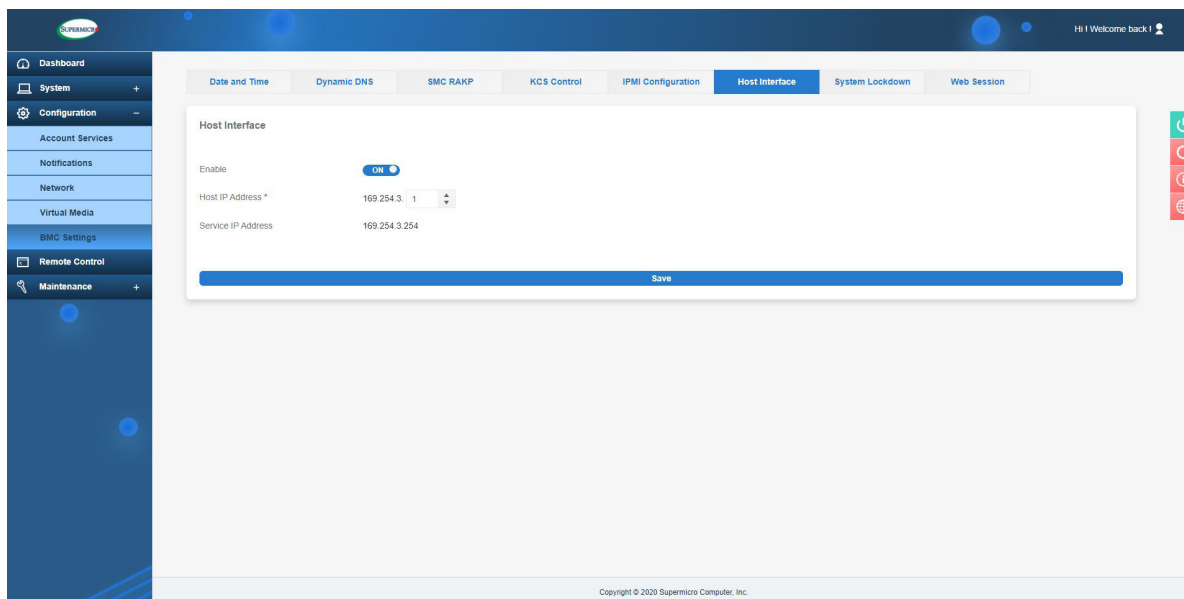 SUPERMICR
Hi ! Welcome back !
Dashboard
System +
Configuration −
Account Services
Notifications
Network
Virtual Media
BMC Settings
Remote Control
Maintenance +
Date and Time Dynamic DNS SMC RAKP KCS Control IPMI Configuration Host Interface System Lockdown Web Session
Host Interface
Enable ON
Host IP Address * 169.254.3. 1
Service IP Address 169.254.3.254
Save
Copyright © 2020 Supermicro Computer, Inc.